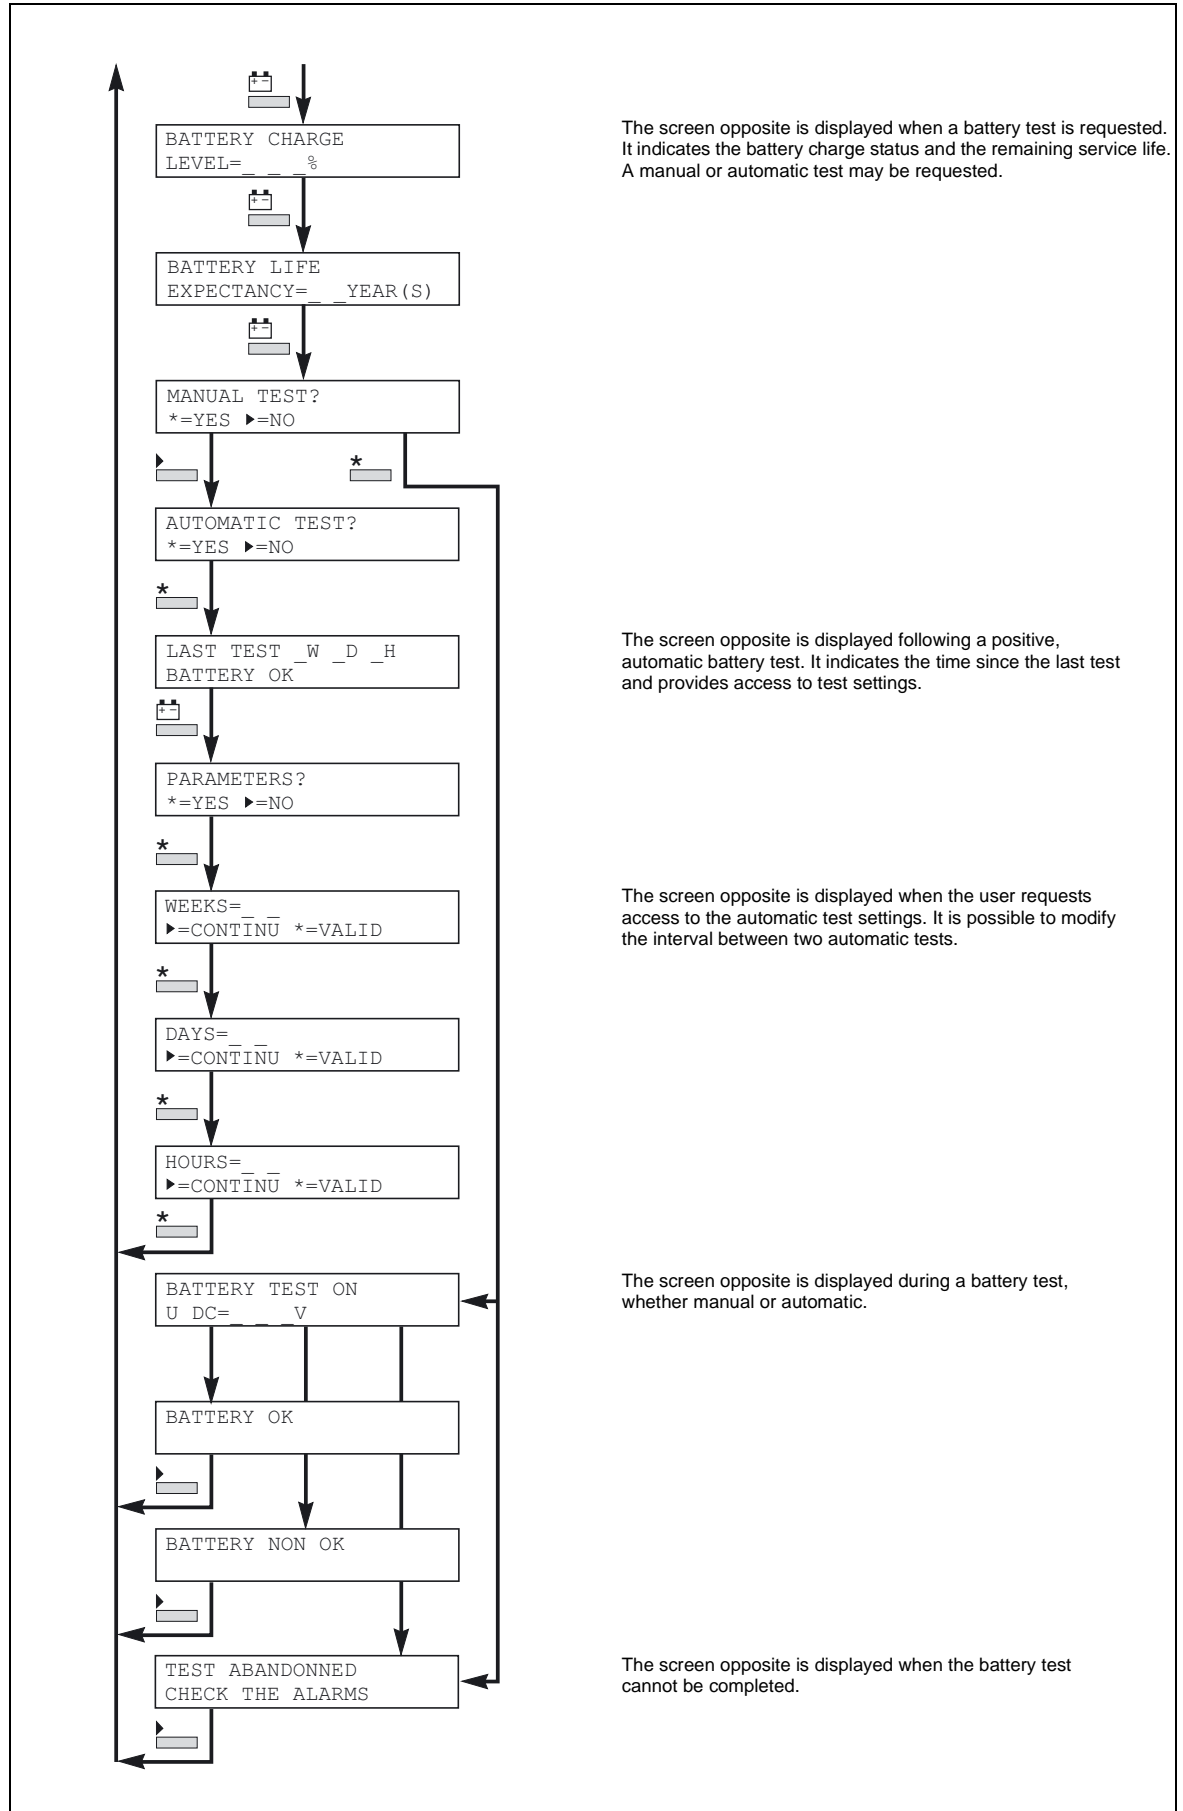 BATTERY CHARGE
LEVEL=_ _ _%
The screen opposite is displayed when a battery test is requested.
It indicates the battery charge status and the remaining service life.
A manual or automatic test may be requested.
BATTERY LIFE
EXPECTANCY=_ _YEAR(S)
MANUAL TEST?
*=YES ▶=NO
*
AUTOMATIC TEST?
*=YES ▶=NO
*
LAST TEST _W _D _H
BATTERY OK
The screen opposite is displayed following a positive,
automatic battery test. It indicates the time since the last test
and provides access to test settings.
PARAMETERS?
*=YES ▶=NO
*
WEEKS=_ _
▶=CONTINU *=VALID
The screen opposite is displayed when the user requests
access to the automatic test settings. It is possible to modify
the interval between two automatic tests.
*
DAYS=_ _
▶=CONTINU *=VALID
*
HOURS=_ _
▶=CONTINU *=VALID
*
BATTERY TEST ON
U DC=_ _ _V
The screen opposite is displayed during a battery test,
whether manual or automatic.
BATTERY OK
BATTERY NON OK
TEST ABANDONNED
CHECK THE ALARMS
The screen opposite is displayed when the battery test
cannot be completed.